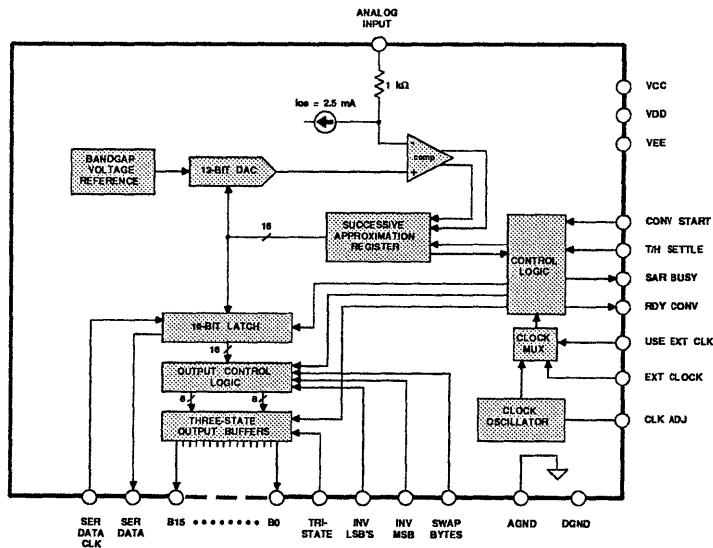 ANALOG
INPUT
1 kΩ
Ios = 2.5 mA
VCC
VDD
VEE
-
comp
+
BANDGAP
VOLTAGE
REFERENCE
12-BIT DAC
16
SUCCESSIVE
APPROXIMATION
REGISTER
CONTROL
LOGIC
CONV START
T/H SETTLE
SAR BUSY
RDY CONV
16-BIT LATCH
16
CLOCK
MUX
USE EXT CLK
EXT CLOCK
OUTPUT CONTROL
LOGIC
8
8
THREE-STATE
OUTPUT BUFFERS
CLOCK
OSCILLATOR
CLK ADJ
SER
DATA
CLK
SER
DATA
B15 •••••••• B0
TRI-
STATE
INV
LSB'S
INV
MSB
SWAP
BYTES
AGND
DGND